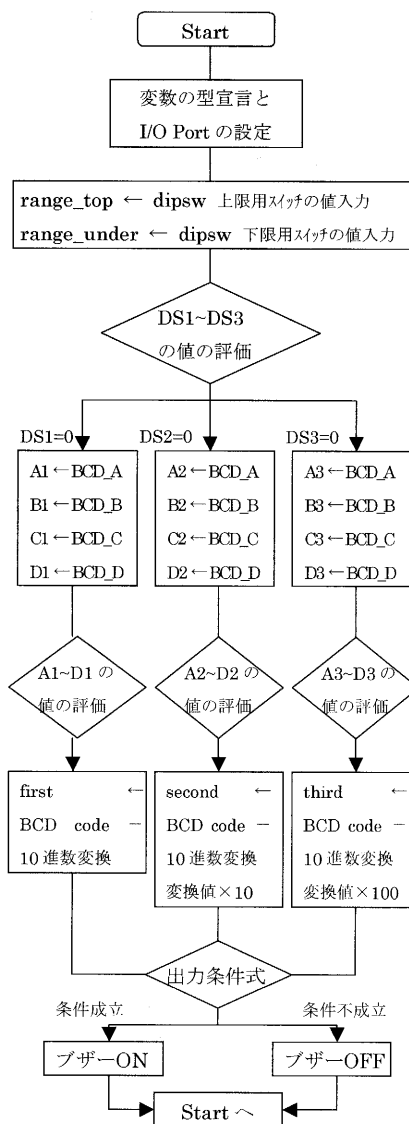 Start
変数の型宣言と
I/O Port の設定
range_top ← dipsw 上限用スイッチの値入力
range_under ← dipsw 下限用スイッチの値入力
DS1~DS3
の値の評価
DS1=0
A1←BCD_A
B1←BCD_B
C1←BCD_C
D1←BCD_D
A1~D1 の
値の評価
first ←
BCD code −
10 進数変換
DS2=0
A2←BCD_A
B2←BCD_B
C2←BCD_C
D2←BCD_D
A2~D2 の
値の評価
second ←
BCD code −
10 進数変換
変換値×10
DS3=0
A3←BCD_A
B3←BCD_B
C3←BCD_C
D3←BCD_D
A3~D3 の
値の評価
third ←
BCD code −
10 進数変換
変換値×100
出力条件式
条件成立
条件不成立
ブザーON
ブザーOFF
Start へ